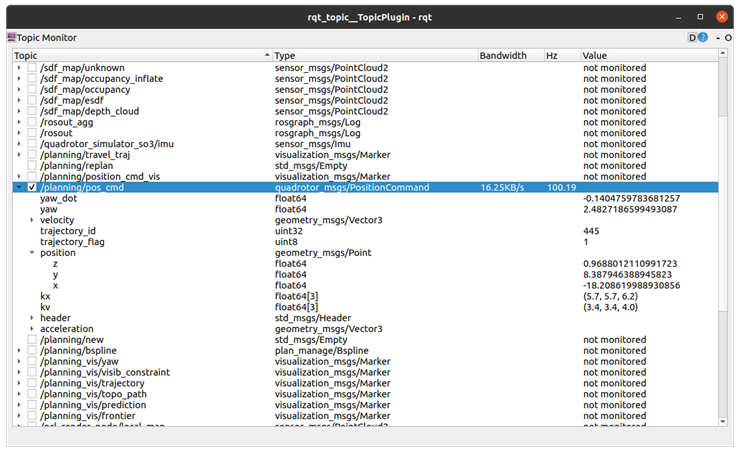 rqt_topic__TopicPlugin - rqt
Topic Monitor D ? - O
Topic Type Bandwidth Hz Value
/sdf_map/unknown sensor_msgs/PointCloud2 not monitored
/sdf_map/occupancy_inflate sensor_msgs/PointCloud2 not monitored
/sdf_map/occupancy sensor_msgs/PointCloud2 not monitored
/sdf_map/esdf sensor_msgs/PointCloud2 not monitored
/sdf_map/depth_cloud sensor_msgs/PointCloud2 not monitored
/rosout_agg rosgraph_msgs/Log not monitored
/rosout rosgraph_msgs/Log not monitored
/quadrotor_simulator_so3/imu sensor_msgs/Imu not monitored
/planning/travel_traj visualization_msgs/Marker not monitored
/planning/replan std_msgs/Empty not monitored
/planning/position_cmd_vis visualization_msgs/Marker not monitored
/planning/pos_cmd quadrotor_msgs/PositionCommand 16.25KB/s 100.19
yaw_dot float64 -0.1404759783681257
yaw float64 2.4827186599493087
velocity geometry_msgs/Vector3
trajectory_id uint32 445
trajectory_flag uint8 1
position geometry_msgs/Point
z float64 0.9688012110991723
y float64 8.387946388945823
x float64 -18.208619988930856
kx float64[3] (5.7, 5.7, 6.2)
kv float64[3] (3.4, 3.4, 4.0)
header std_msgs/Header
acceleration geometry_msgs/Vector3
/planning/new std_msgs/Empty not monitored
/planning/bspline plan_manage/Bspline not monitored
/planning_vis/yaw visualization_msgs/Marker not monitored
/planning_vis/visib_constraint visualization_msgs/Marker not monitored
/planning_vis/trajectory visualization_msgs/Marker not monitored
/planning_vis/topo_path visualization_msgs/Marker not monitored
/planning_vis/prediction visualization_msgs/Marker not monitored
/planning_vis/frontier visualization_msgs/Marker not monitored
/pcl_render_node/local_map sensor_msgs/PointCloud2 not monitored